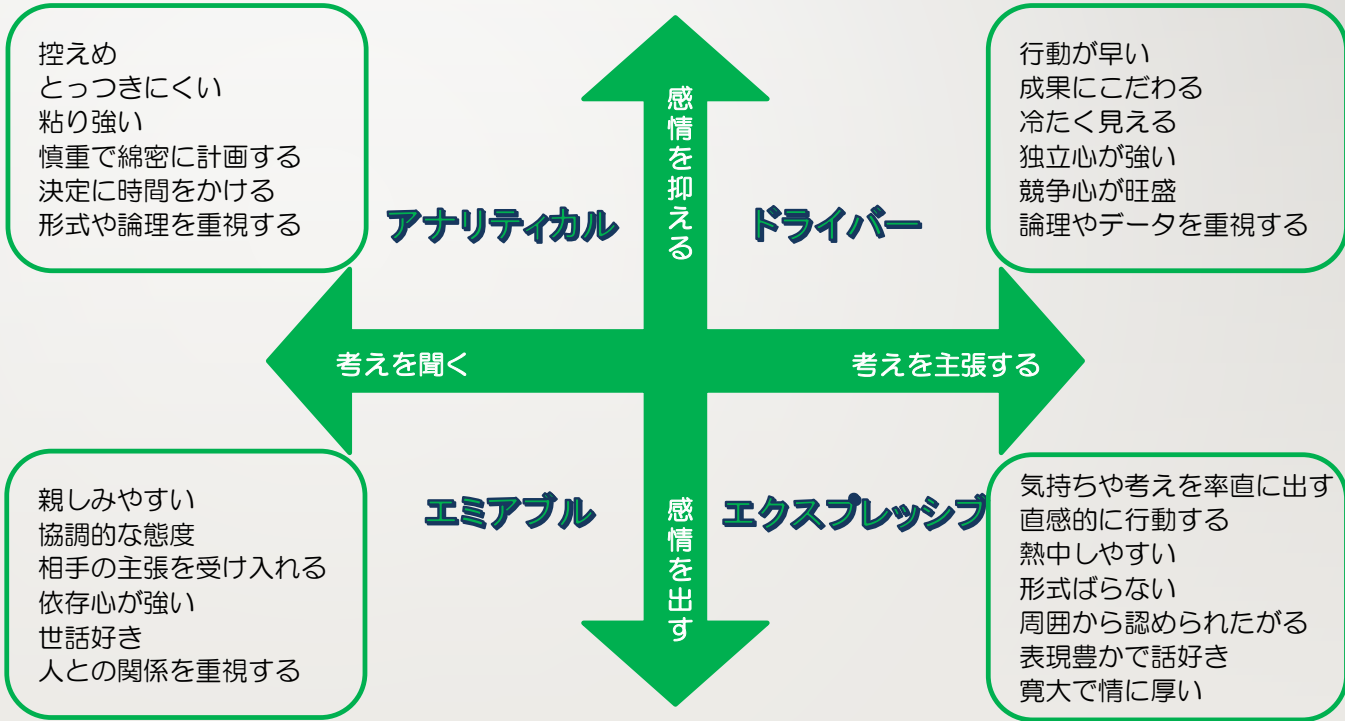 控えめ
とっつきにくい
粘り強い
慎重で綿密に計画する
決定に時間をかける
形式や論理を重視する
アナリティカル
感情を抑える
ドライバー
行動が早い
成果にこだわる
冷たく見える
独立心が強い
競争心が旺盛
論理やデータを重視する
考えを聞く
考えを主張する
親しみやすい
協調的な態度
相手の主張を受け入れる
依存心が強い
世話好き
人との関係を重視する
エミアブル
感情を出す
エクスプレッシブ
気持ちや考えを率直に出す
直感的に行動する
熱中しやすい
形式ばらない
周囲から認められたがる
表現豊かで話好き
寛大で情に厚い